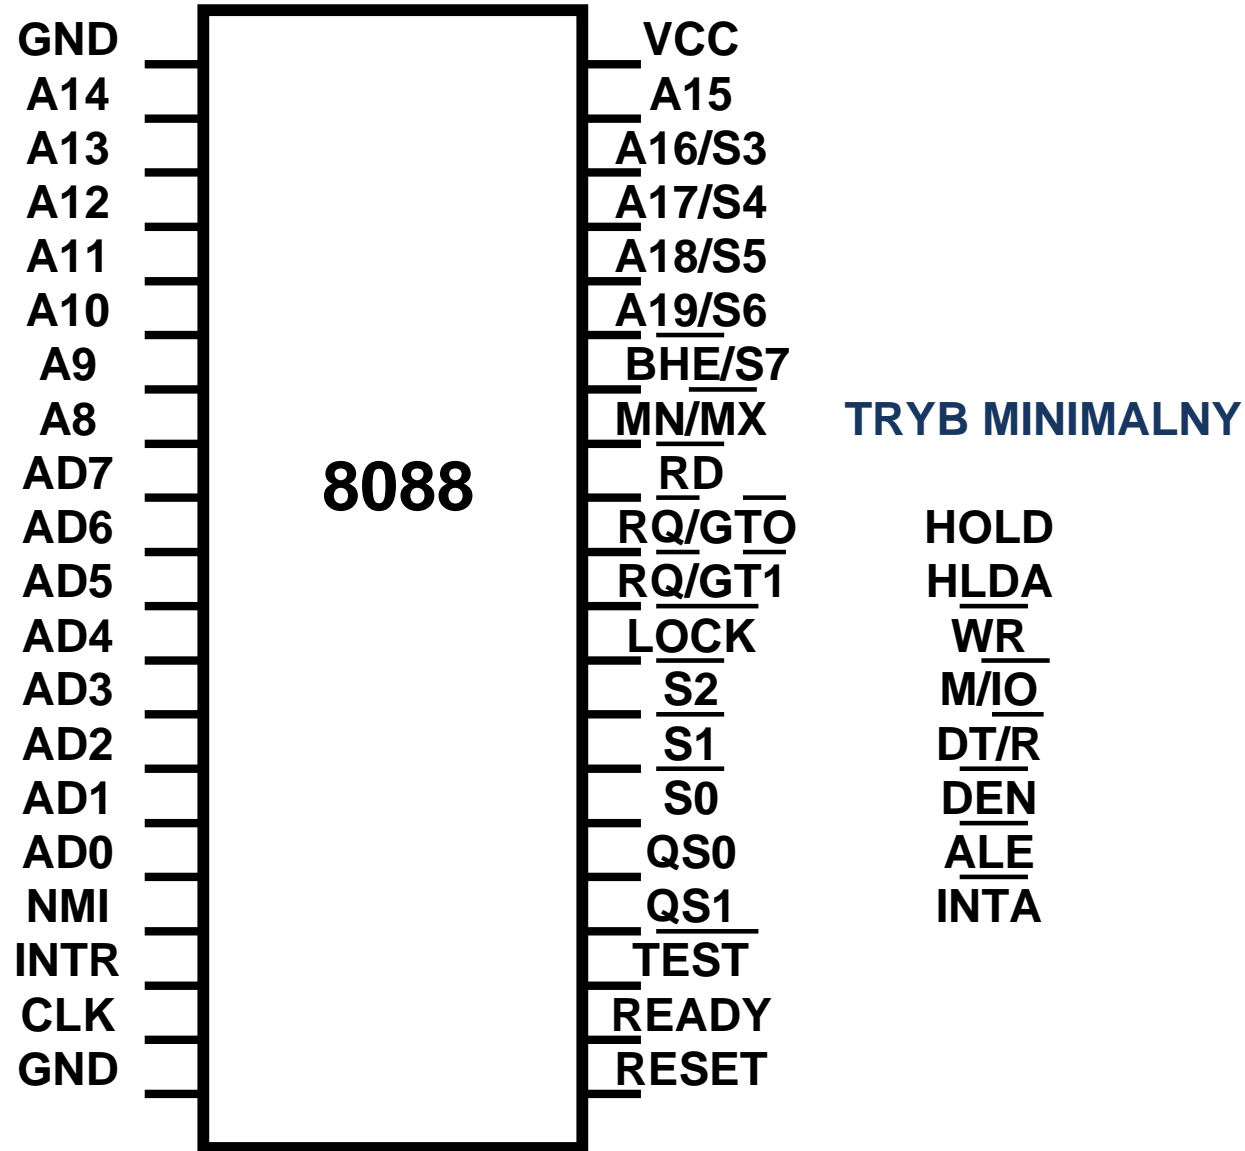 GND VCC
A14 A15
A13 A16/S3
A12 A17/S4
A11 A18/S5
A10 A19/S6
A9 BHE/S7
A8 MN/MX TRYB MINIMALNY
AD7 8088 RD
AD6 RQ/GTO HOLD
AD5 RQ/GT1 HLDA
AD4 LOCK WR
AD3 S2 M/IO
AD2 S1 DT/R
AD1 S0 DEN
AD0 QS0 ALE
NMI QS1 INTA
INTR TEST
CLK READY
GND RESET